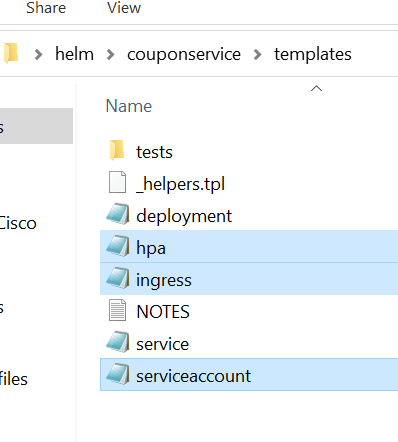 Share View
helm couponservice templates
Name
s
tests
_helpers.tpl
deployment
Cisco
hpa
ingress
s
NOTES
service
files
serviceaccount